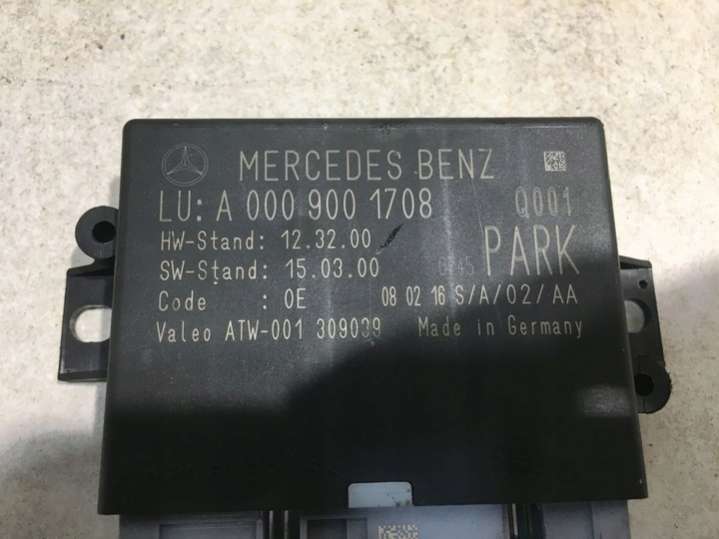 MERCEDES BENZ
LU: A 000 900 1708 Q001
HW-Stand: 12.32.00
SW-Stand: 15.03.00 PARK
Code : 0E 08 02 16 S/A/02/AA
Valeo ATW-001 309039 Made in Germany